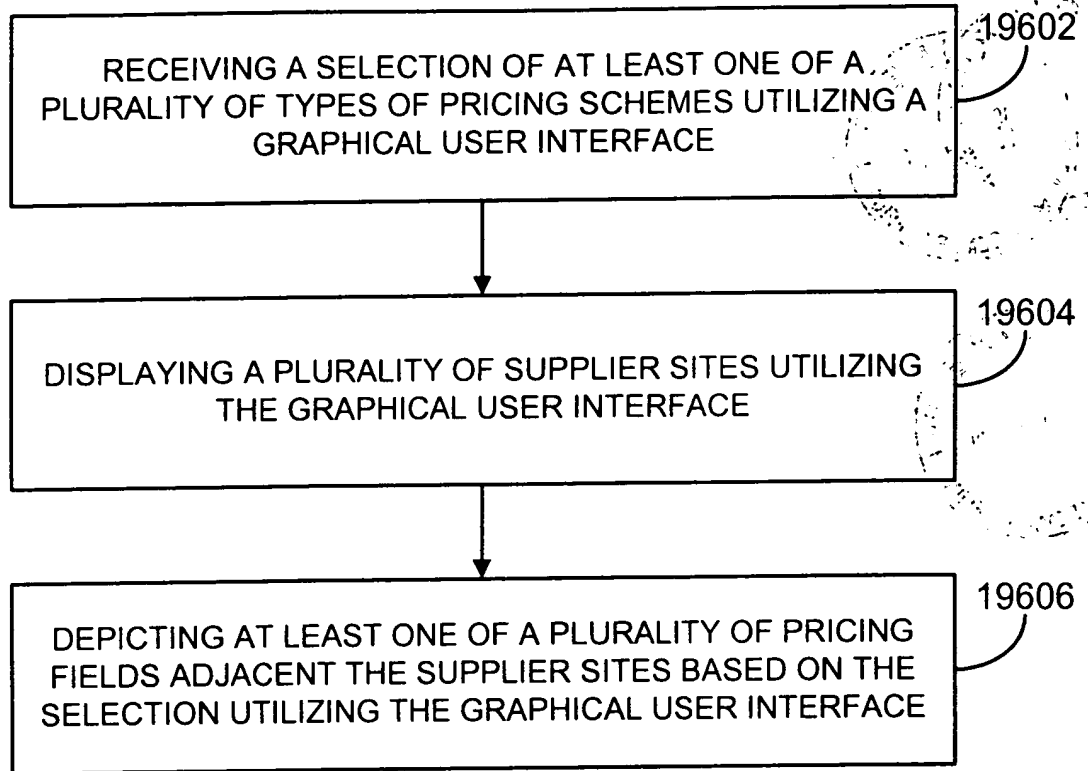 19602
RECEIVING A SELECTION OF AT LEAST ONE OF A
PLURALITY OF TYPES OF PRICING SCHEMES UTILIZING A
GRAPHICAL USER INTERFACE
19604
DISPLAYING A PLURALITY OF SUPPLIER SITES UTILIZING
THE GRAPHICAL USER INTERFACE
19606
DEPICTING AT LEAST ONE OF A PLURALITY OF PRICING
FIELDS ADJACENT THE SUPPLIER SITES BASED ON THE
SELECTION UTILIZING THE GRAPHICAL USER INTERFACE